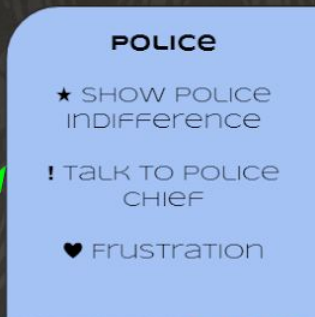 POLICE
★ SHOW POLICE
INDIFFERENCE
! TALK TO POLICE
CHIEF
♥ FRUSTRATION